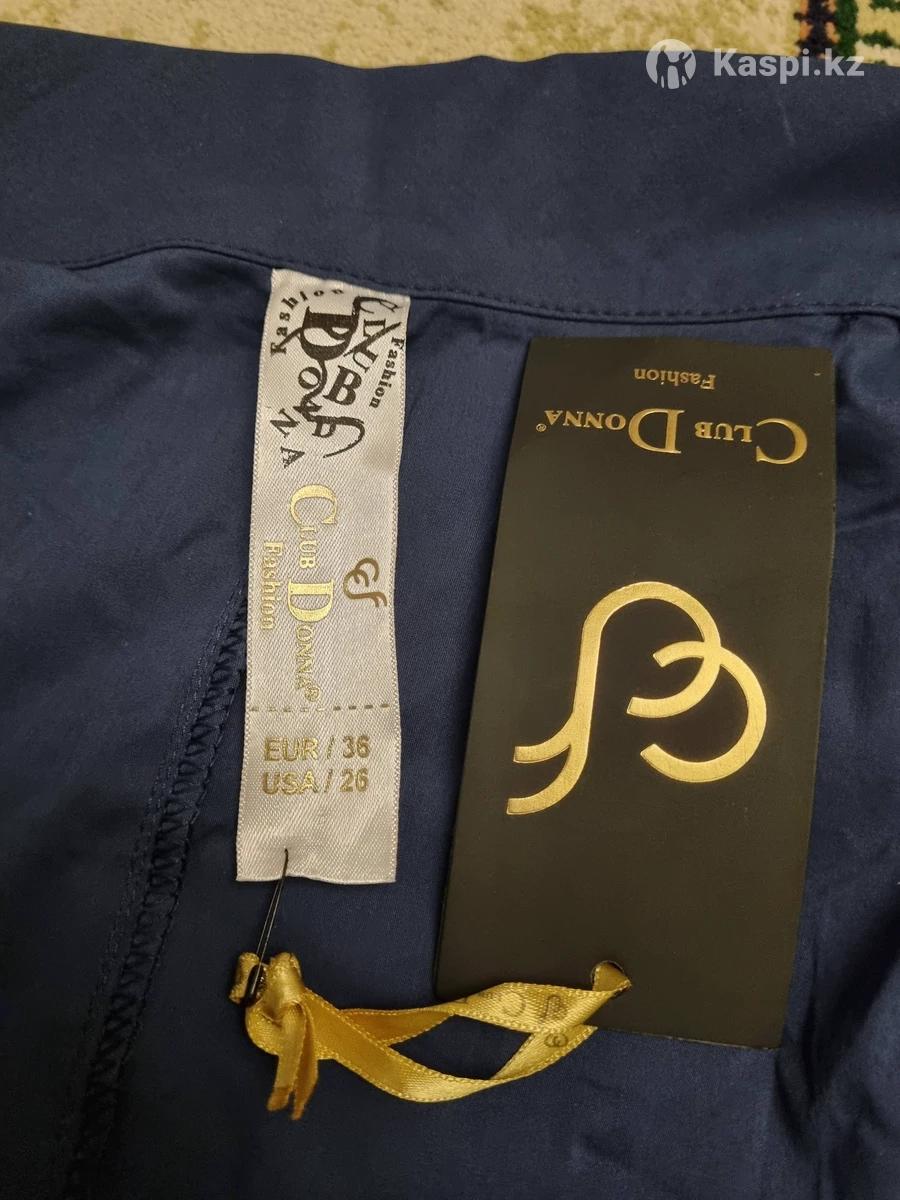 Kaspi.kz
Fashion
CLUB
DONNA
Fashion
CLUB DONNA®
Fashion
EUR / 36
USA / 26
CLUB DONNA®
Fashion